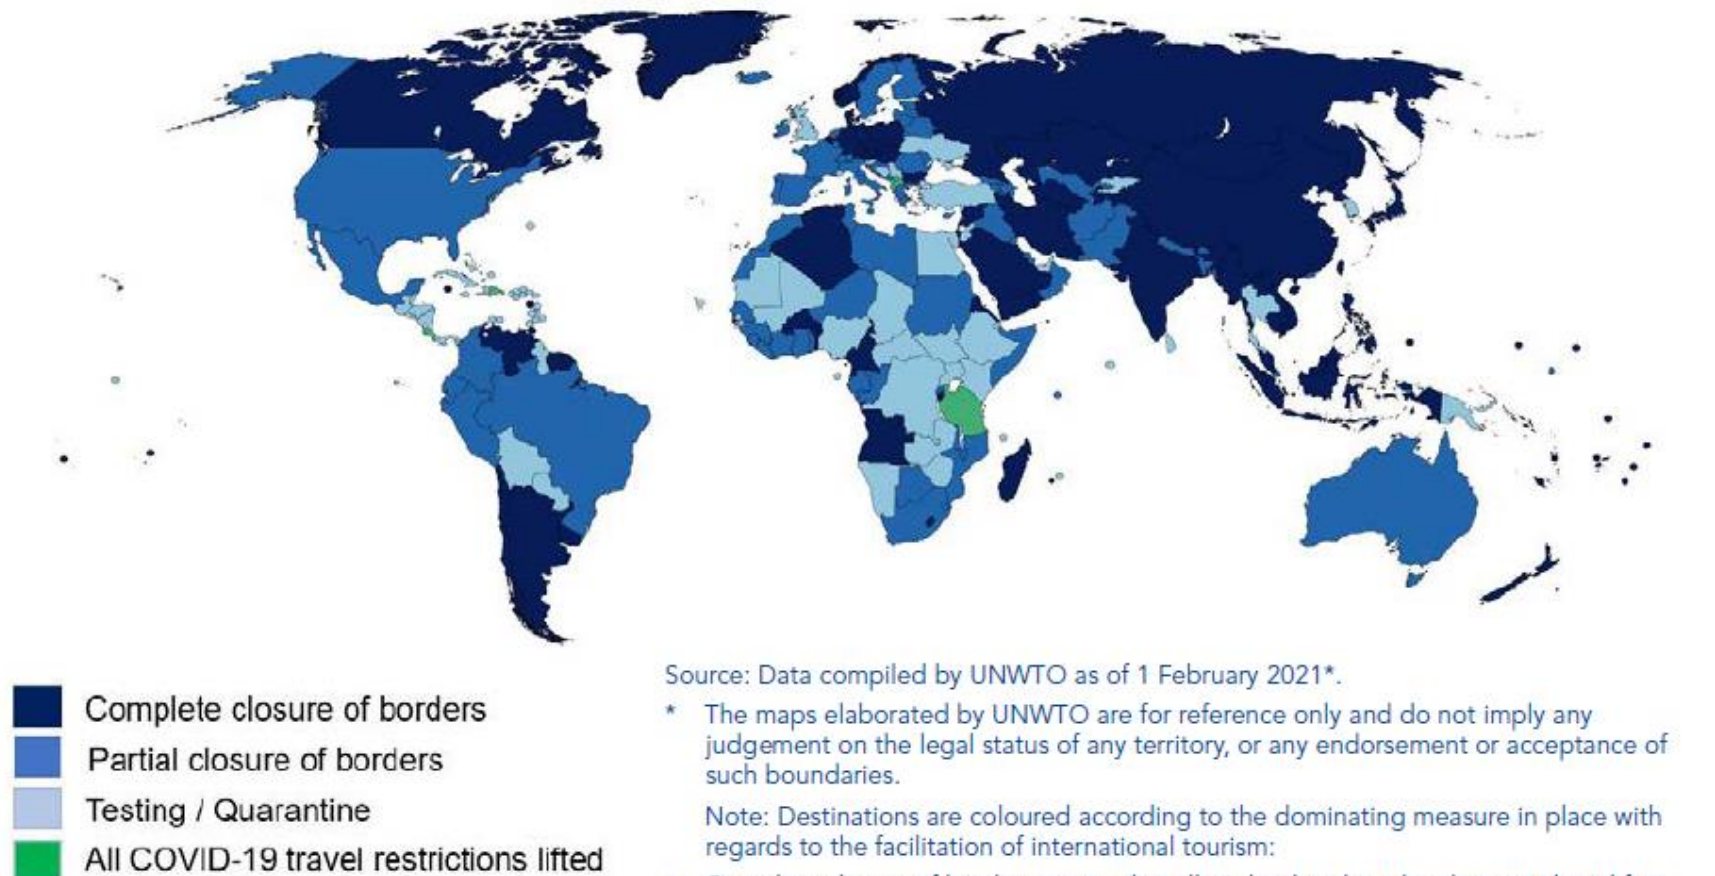 Complete closure of borders
Partial closure of borders
Testing / Quarantine
All COVID-19 travel restrictions lifted
Source: Data compiled by UNWTO as of 1 February 2021*.
* The maps elaborated by UNWTO are for reference only and do not imply any
judgement on the legal status of any territory, or any endorsement or acceptance of
such boundaries.
Note: Destinations are coloured according to the dominating measure in place with
regards to the facilitation of international tourism: